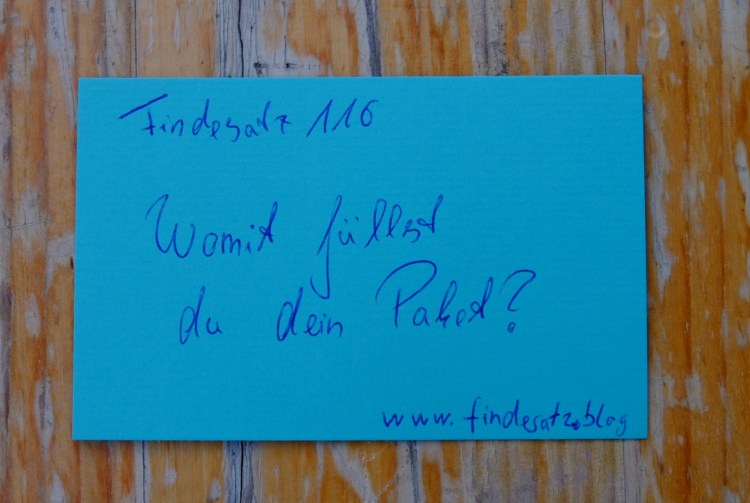 Findesatz 116
Womit füllst
du dein Paket?
www.findesatz.blog